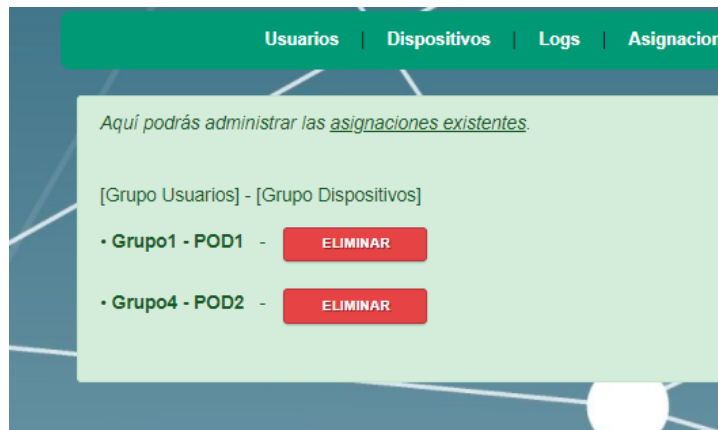 Usuarios | Dispositivos | Logs | Asignacion
Aquí podrás administrar las asignaciones existentes.
[Grupo Usuarios] - [Grupo Dispositivos]
• Grupo1 - POD1 - ELIMINAR
• Grupo4 - POD2 - ELIMINAR